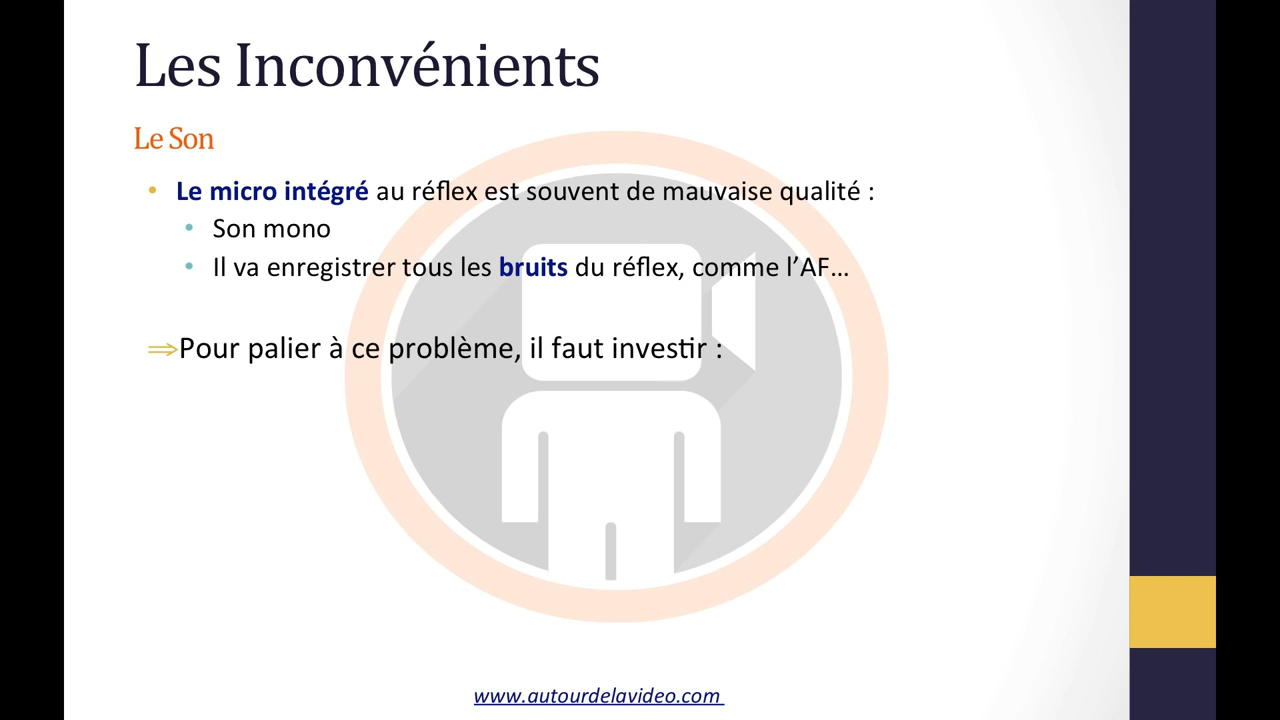 Les Inconvénients
Le Son
• Le micro intégré au réflex est souvent de mauvaise qualité :
• Son mono
• Il va enregistrer tous les bruits du réflex, comme l’AF…
⇒Pour palier à ce problème, il faut investir :
www.autourdelavideo.com